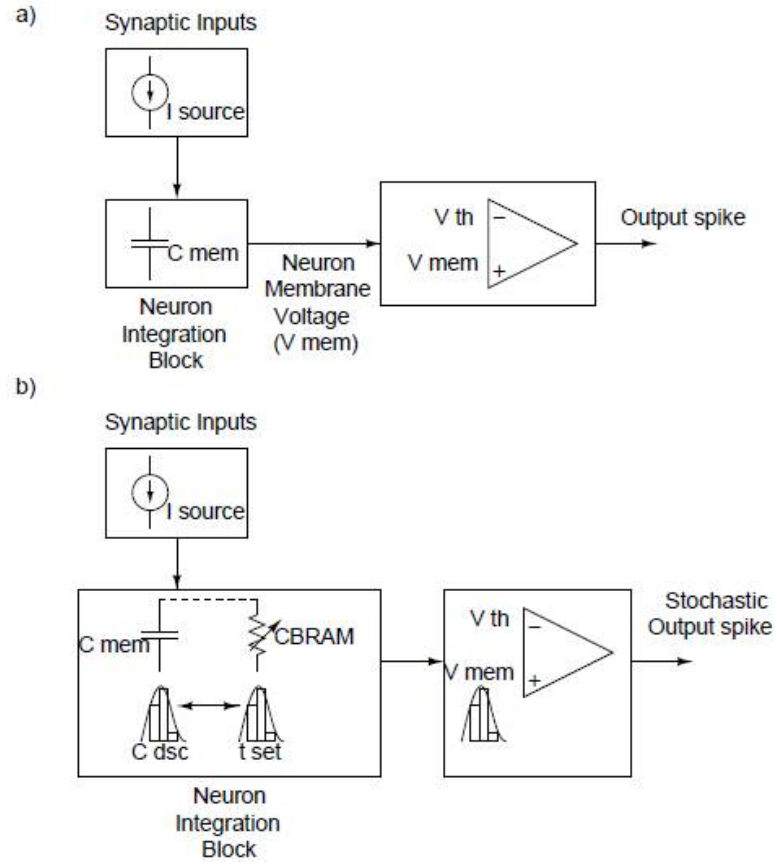 a)
Synaptic Inputs
I source
C mem
Neuron
Integration
Block
Neuron
Membrane
Voltage
(V mem)
V th
V mem
−
+
Output spike
b)
Synaptic Inputs
I source
C mem
CBRAM
C dsc
t set
Neuron
Integration
Block
V th
V mem
−
+
Stochastic
Output spike